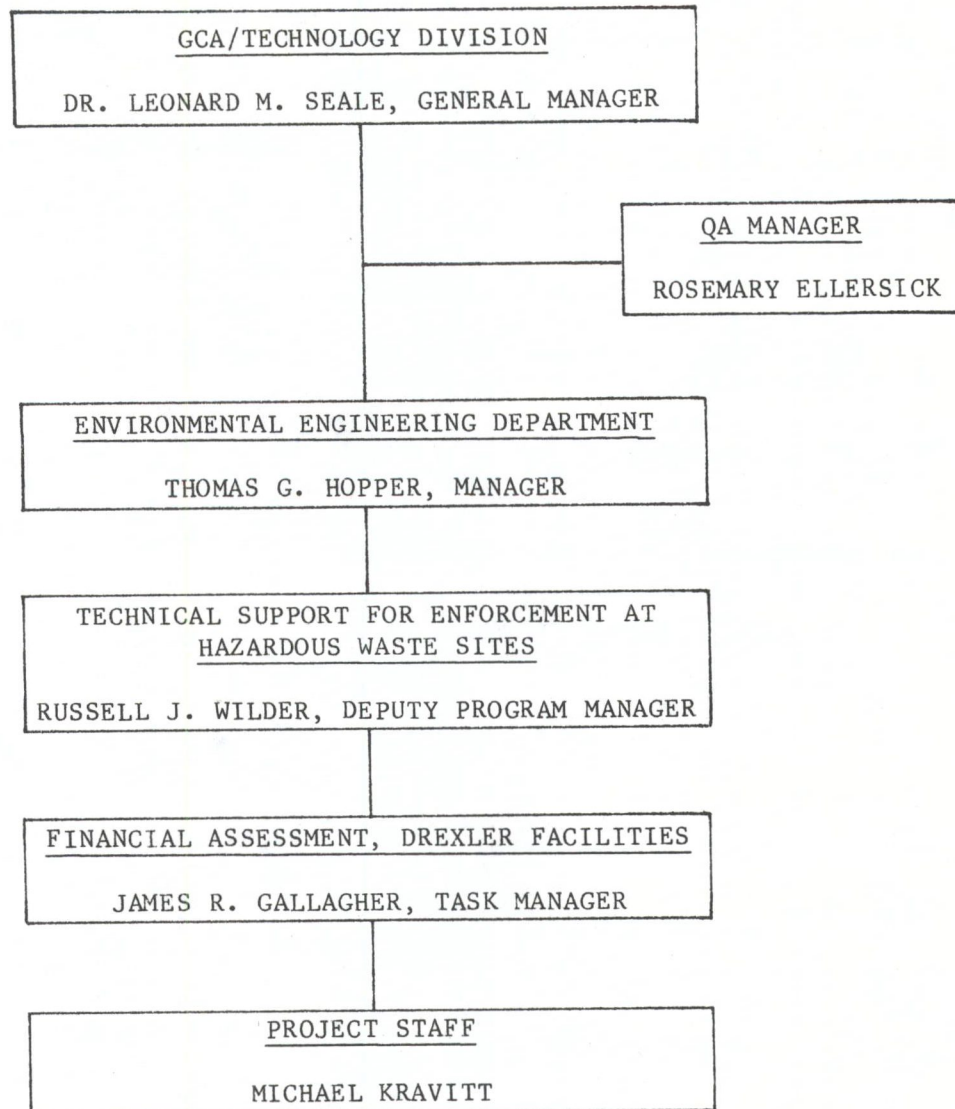 GCA/TECHNOLOGY DIVISION
DR. LEONARD M. SEALE, GENERAL MANAGER
QA MANAGER
ROSEMARY ELLERSICK
ENVIRONMENTAL ENGINEERING DEPARTMENT
THOMAS G. HOPPER, MANAGER
TECHNICAL SUPPORT FOR ENFORCEMENT AT
HAZARDOUS WASTE SITES
RUSSELL J. WILDER, DEPUTY PROGRAM MANAGER
FINANCIAL ASSESSMENT, DREXLER FACILITIES
JAMES R. GALLAGHER, TASK MANAGER
PROJECT STAFF
MICHAEL KRAVITT